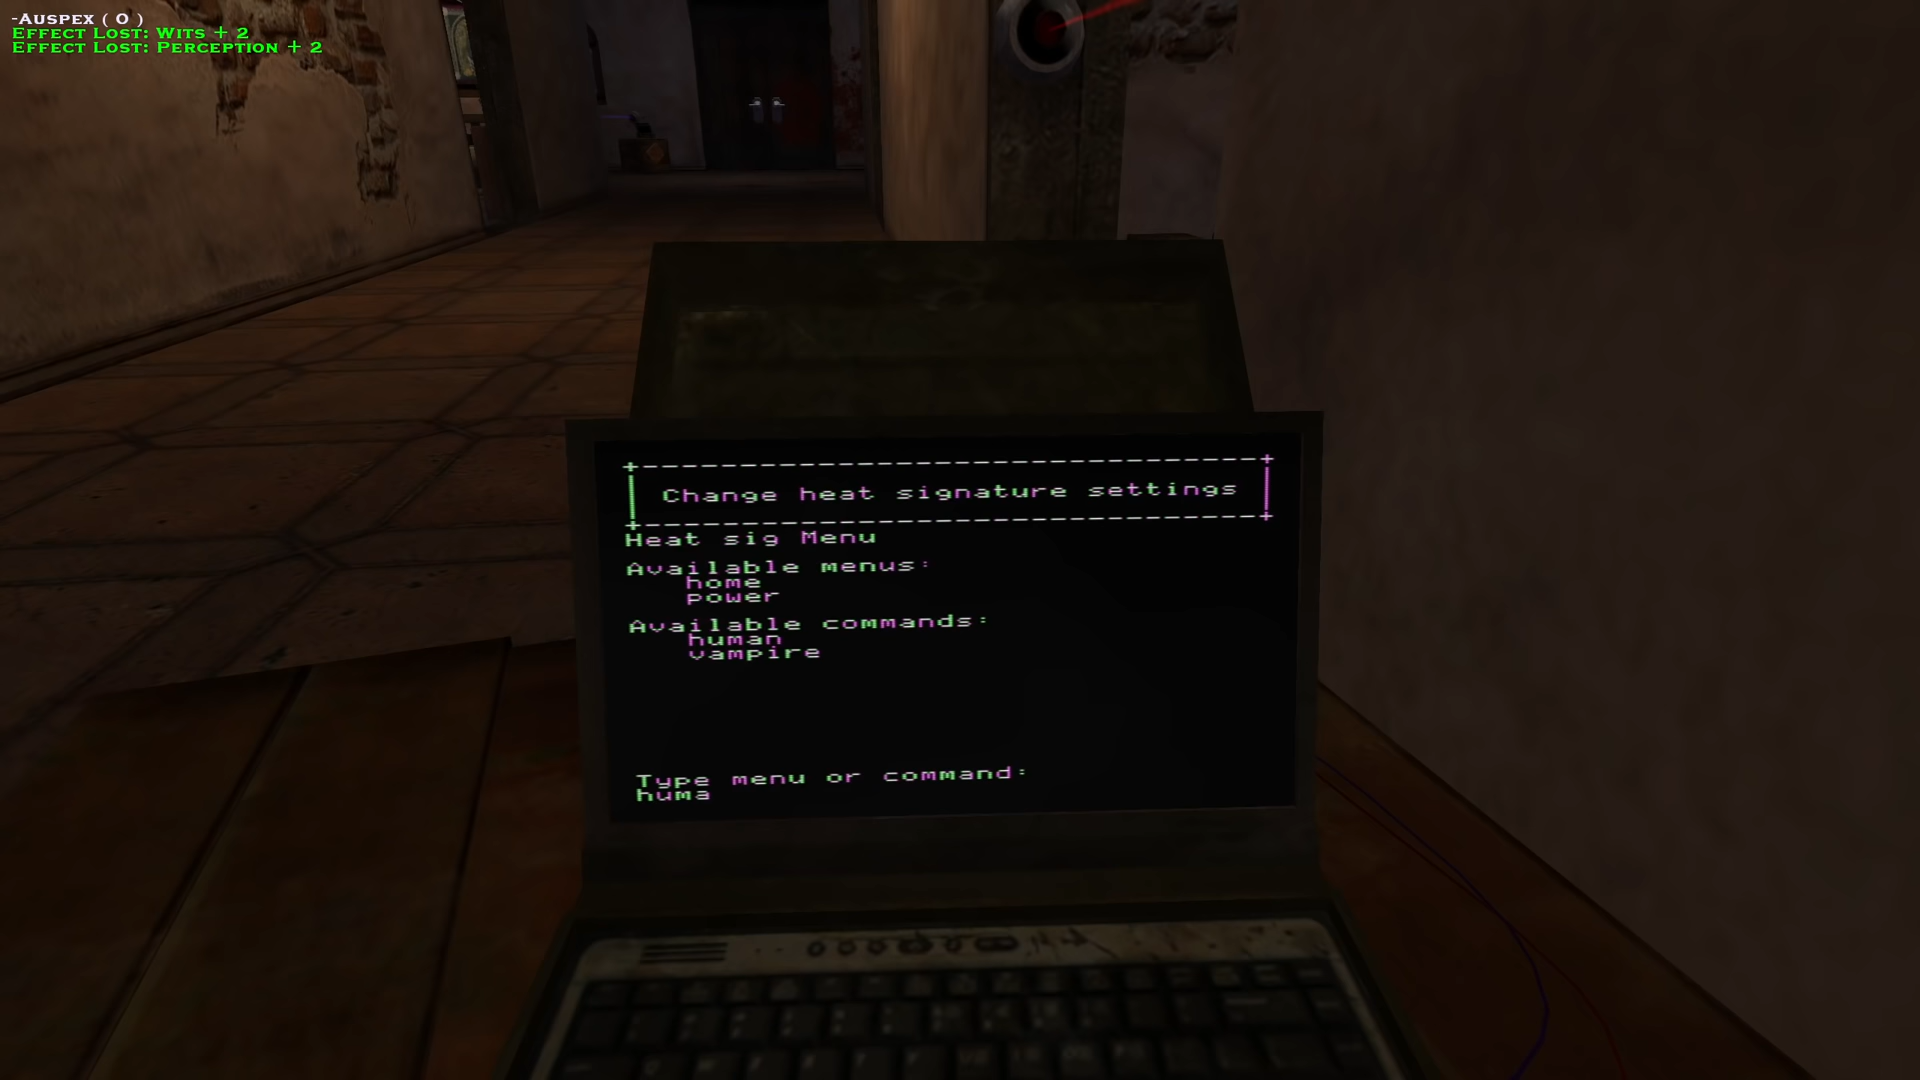 -Auspex ( 0 )
Effect Lost: Wits + 2
Effect Lost: Perception + 2
Change heat signature settings
Heat sig Menu
Available menus:
home
power
Available commands:
human
vampire
Type menu or command:
huma